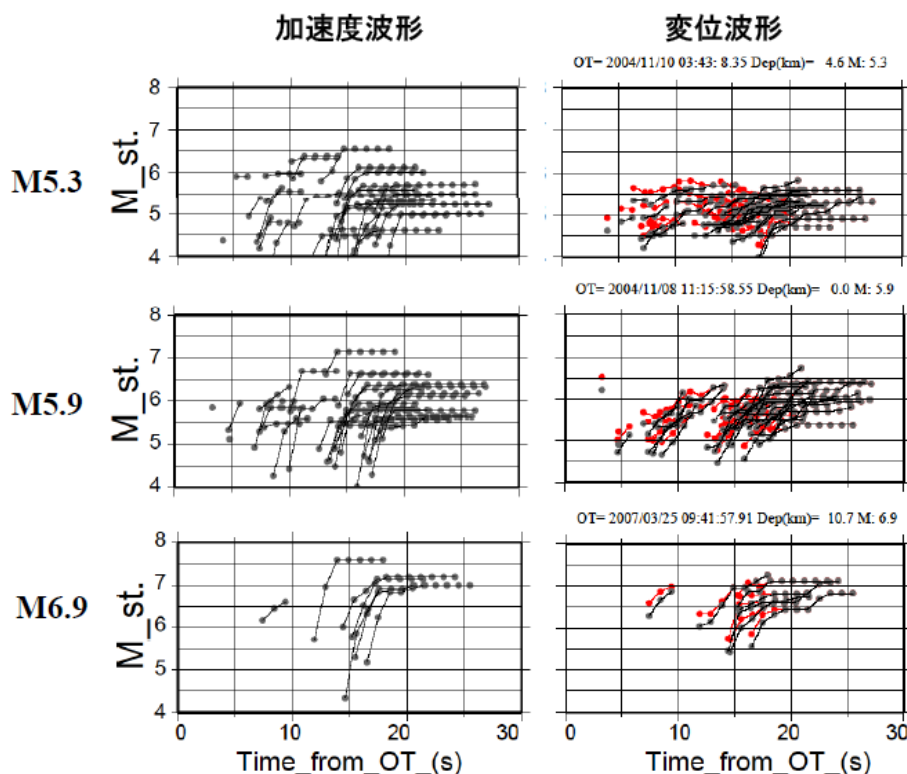 加速度波形
変位波形
OT= 2004/11/10 03:43: 8.35 Dep(km)= 4.6 M: 5.3
M5.3
M_st.
8
7
6
5
4
OT= 2004/11/08 11:15:58.55 Dep(km)= 0.0 M: 5.9
M5.9
M_st.
8
7
6
5
4
OT= 2007/03/25 09:41:57.91 Dep(km)= 10.7 M: 6.9
M6.9
M_st.
8
7
6
5
4
0 10 20 30
0 10 20 30
Time_from_OT_(s)
Time_from_OT_(s)